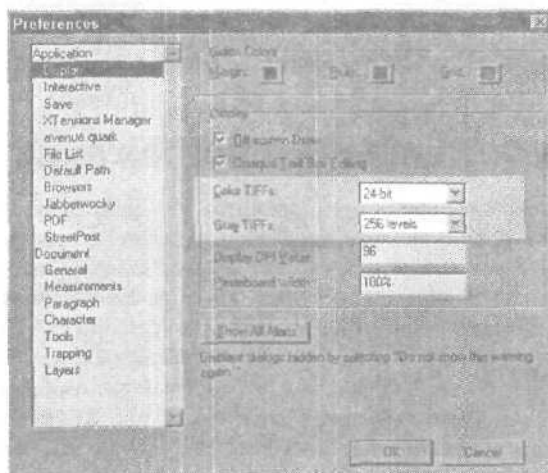 Preferences
Application
Display
Interactive
Save
XTensions Manager
avenue.quark
File List
Default Path
Browsers
Jabberwocky
PDF
StreetPost
Document
General
Measurements
Paragraph
Character
Tools
Trapping
Layers
Guide Colors
Margin:
Ruler:
Grid:
Display
Off-screen Draw
Opaque Text Box Editing
Color TIFFs:
24-bit
Gray TIFFs:
256 levels
Display DPI Value:
96
Pasteboard Width:
100%
Show All Alerts
dialogs hidden by selecting "Do not show this warning
again."
OK
Cancel